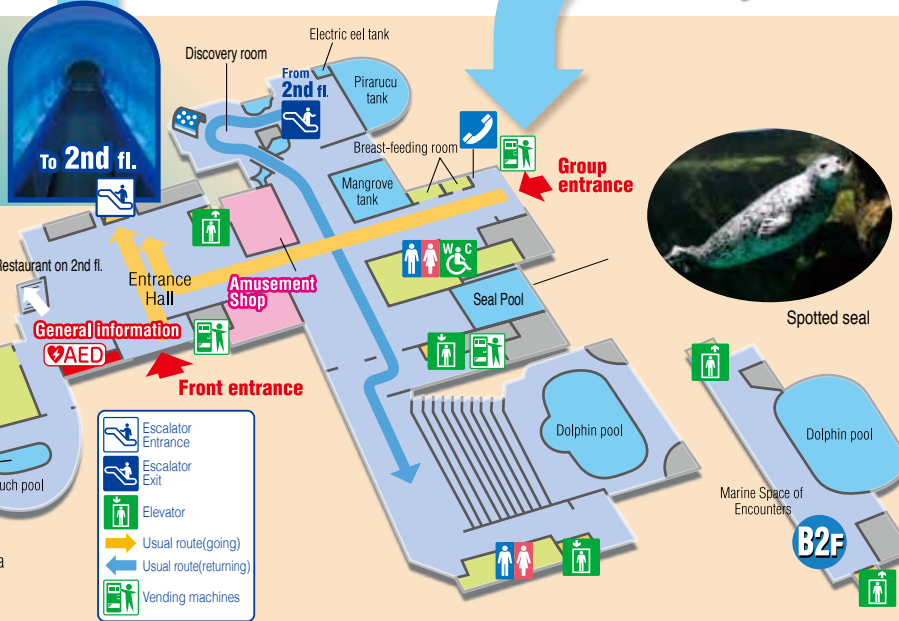 Electric eel tank
Discovery room
From
2nd fl.
Pirarucu
tank
To 2nd fl.
Breast-feeding room
Group
entrance
Mangrove
tank
Restaurant on 2nd fl.
Entrance
Hall
Amusement
Shop
W C
Seal Pool
Spotted seal
General information
AED
Front entrance
Escalator
Entrance
Escalator
Exit
Elevator
Usual route(going)
Usual route(returning)
Vending machines
Dolphin pool
Dolphin pool
Marine Space of
Encounters
B2F
uch pool
a